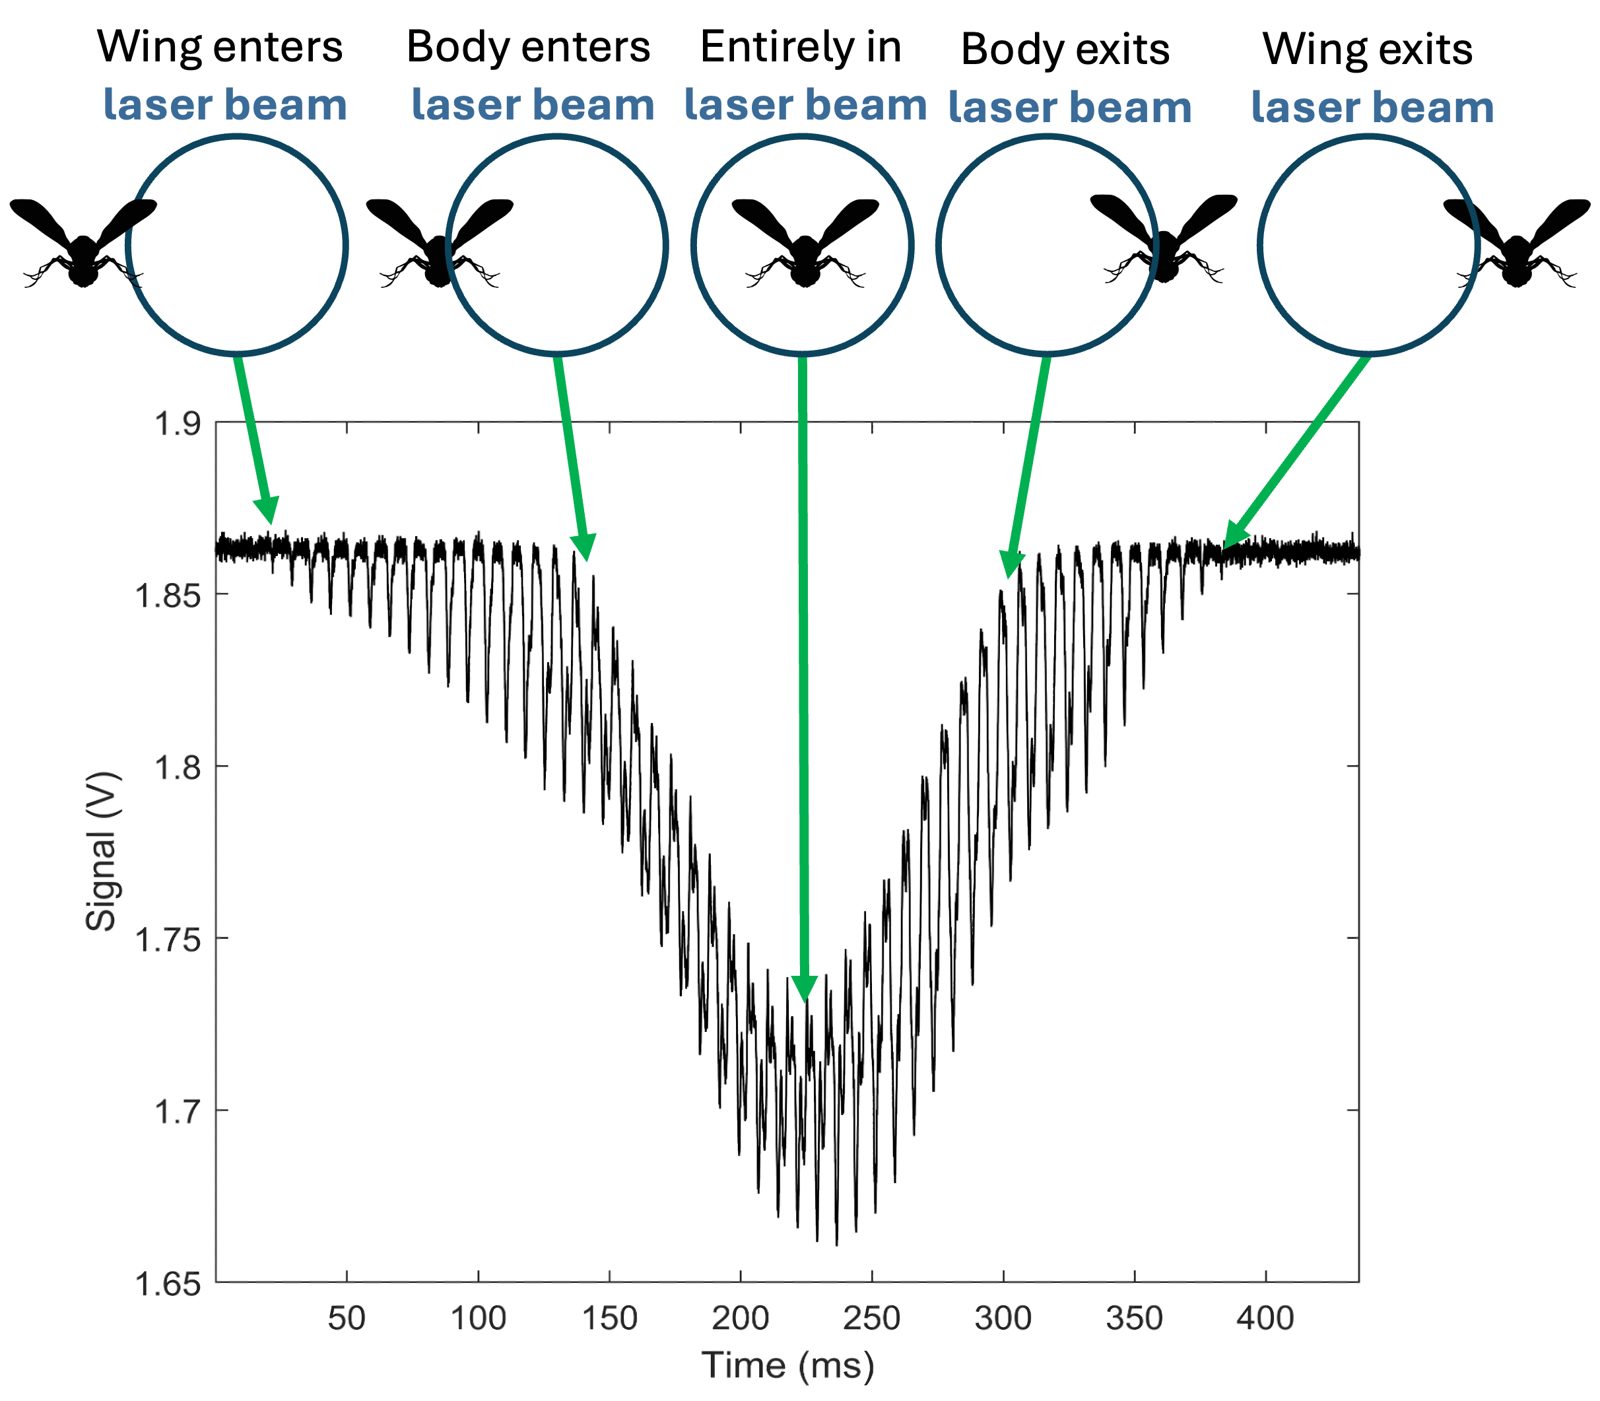 Wing enters
laser beam
Body enters
laser beam
Entirely in
laser beam
Body exits
laser beam
Wing exits
laser beam
1.9
1.85
1.8
1.75
1.7
1.65
Signal (V)
50
100
150
200
250
300
350
400
Time (ms)